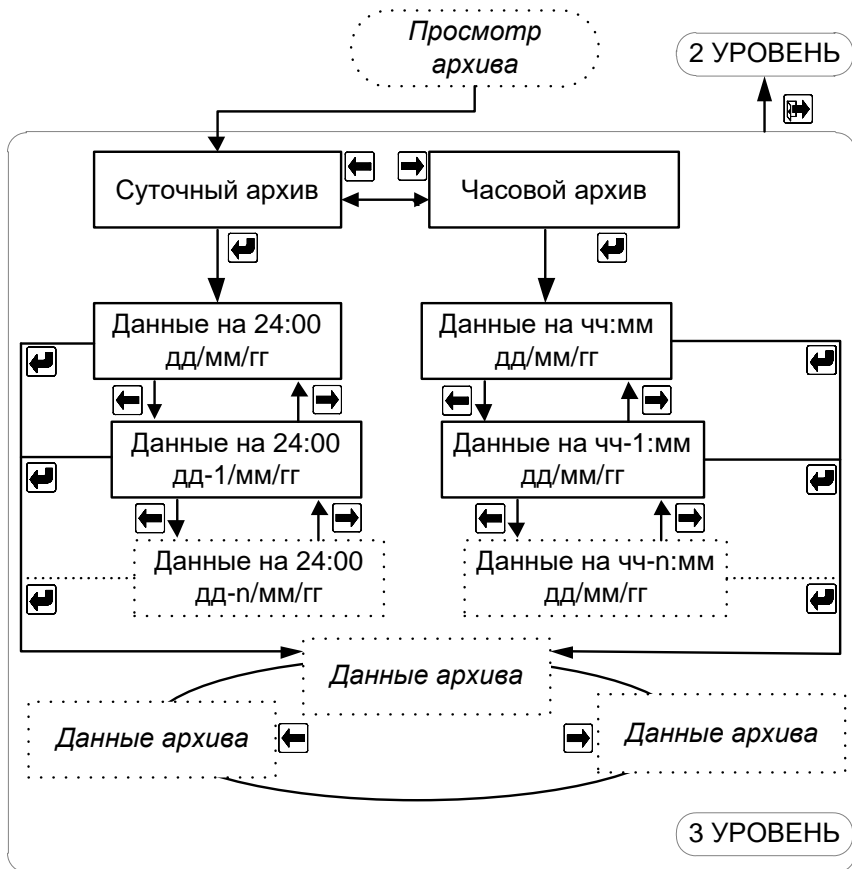 Просмотр
архива
2 УРОВЕНЬ
Суточный архив
Часовой архив
Данные на 24:00
дд/мм/гг
Данные на чч:мм
дд/мм/гг
Данные на 24:00
дд-1/мм/гг
Данные на чч-1:мм
дд/мм/гг
Данные на 24:00
дд-n/мм/гг
Данные на чч-n:мм
дд/мм/гг
Данные архива
Данные архива
Данные архива
3 УРОВЕНЬ